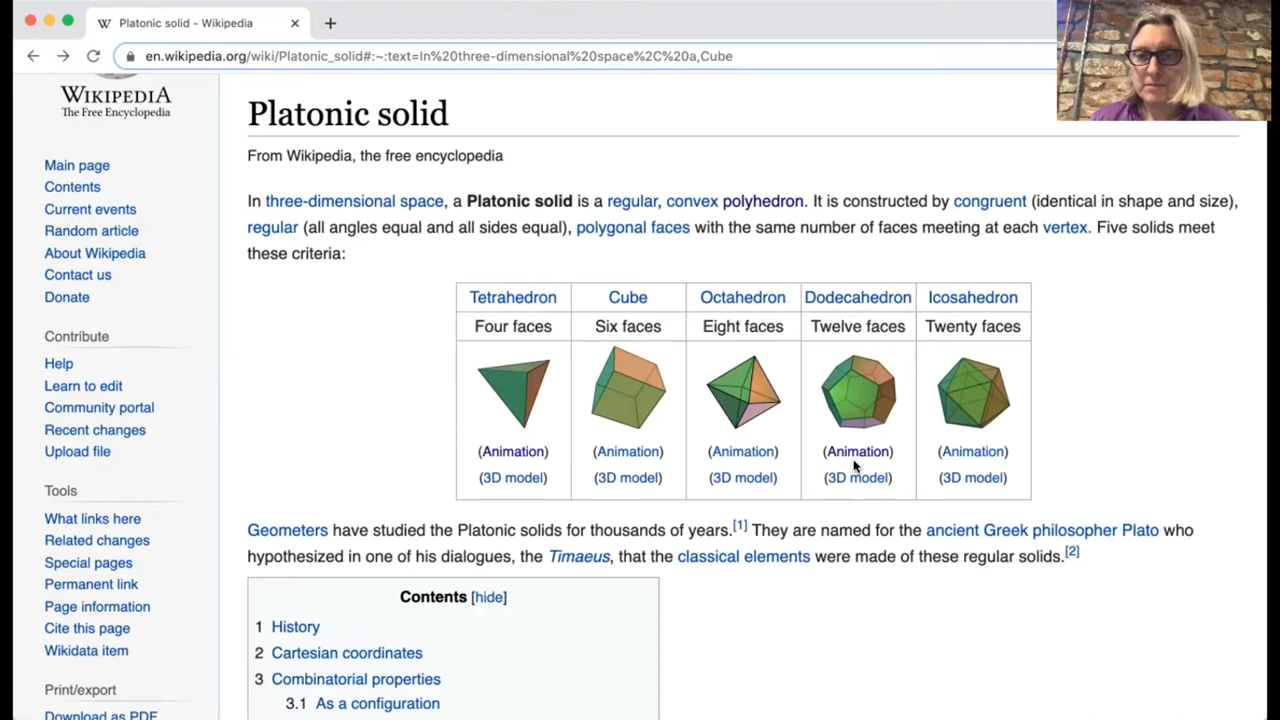 Platonic solid - Wikipedia
en.wikipedia.org/wiki/Platonic_solid#:~:text=In%20three-dimensional%20space%2C%20a,Cube
WIKIPEDIA
The Free Encyclopedia
Main page
Contents
Current events
Random article
About Wikipedia
Contact us
Donate
Contribute
Help
Learn to edit
Community portal
Recent changes
Upload file
Tools
What links here
Related changes
Special pages
Permanent link
Page information
Cite this page
Wikidata item
Print/export
Download as PDF
Platonic solid
From Wikipedia, the free encyclopedia
In three-dimensional space, a Platonic solid is a regular, convex polyhedron. It is constructed by congruent (identical in shape and size),
regular (all angles equal and all sides equal), polygonal faces with the same number of faces meeting at each vertex. Five solids meet
these criteria:
Tetrahedron Cube Octahedron Dodecahedron Icosahedron
Four faces Six faces Eight faces Twelve faces Twenty faces
(Animation) (Animation) (Animation) (Animation) (Animation)
(3D model) (3D model) (3D model) (3D model) (3D model)
Geometers have studied the Platonic solids for thousands of years.[1] They are named for the ancient Greek philosopher Plato who
hypothesized in one of his dialogues, the Timaeus, that the classical elements were made of these regular solids.[2]
Contents [hide]
1 History
2 Cartesian coordinates
3 Combinatorial properties
3.1 As a configuration